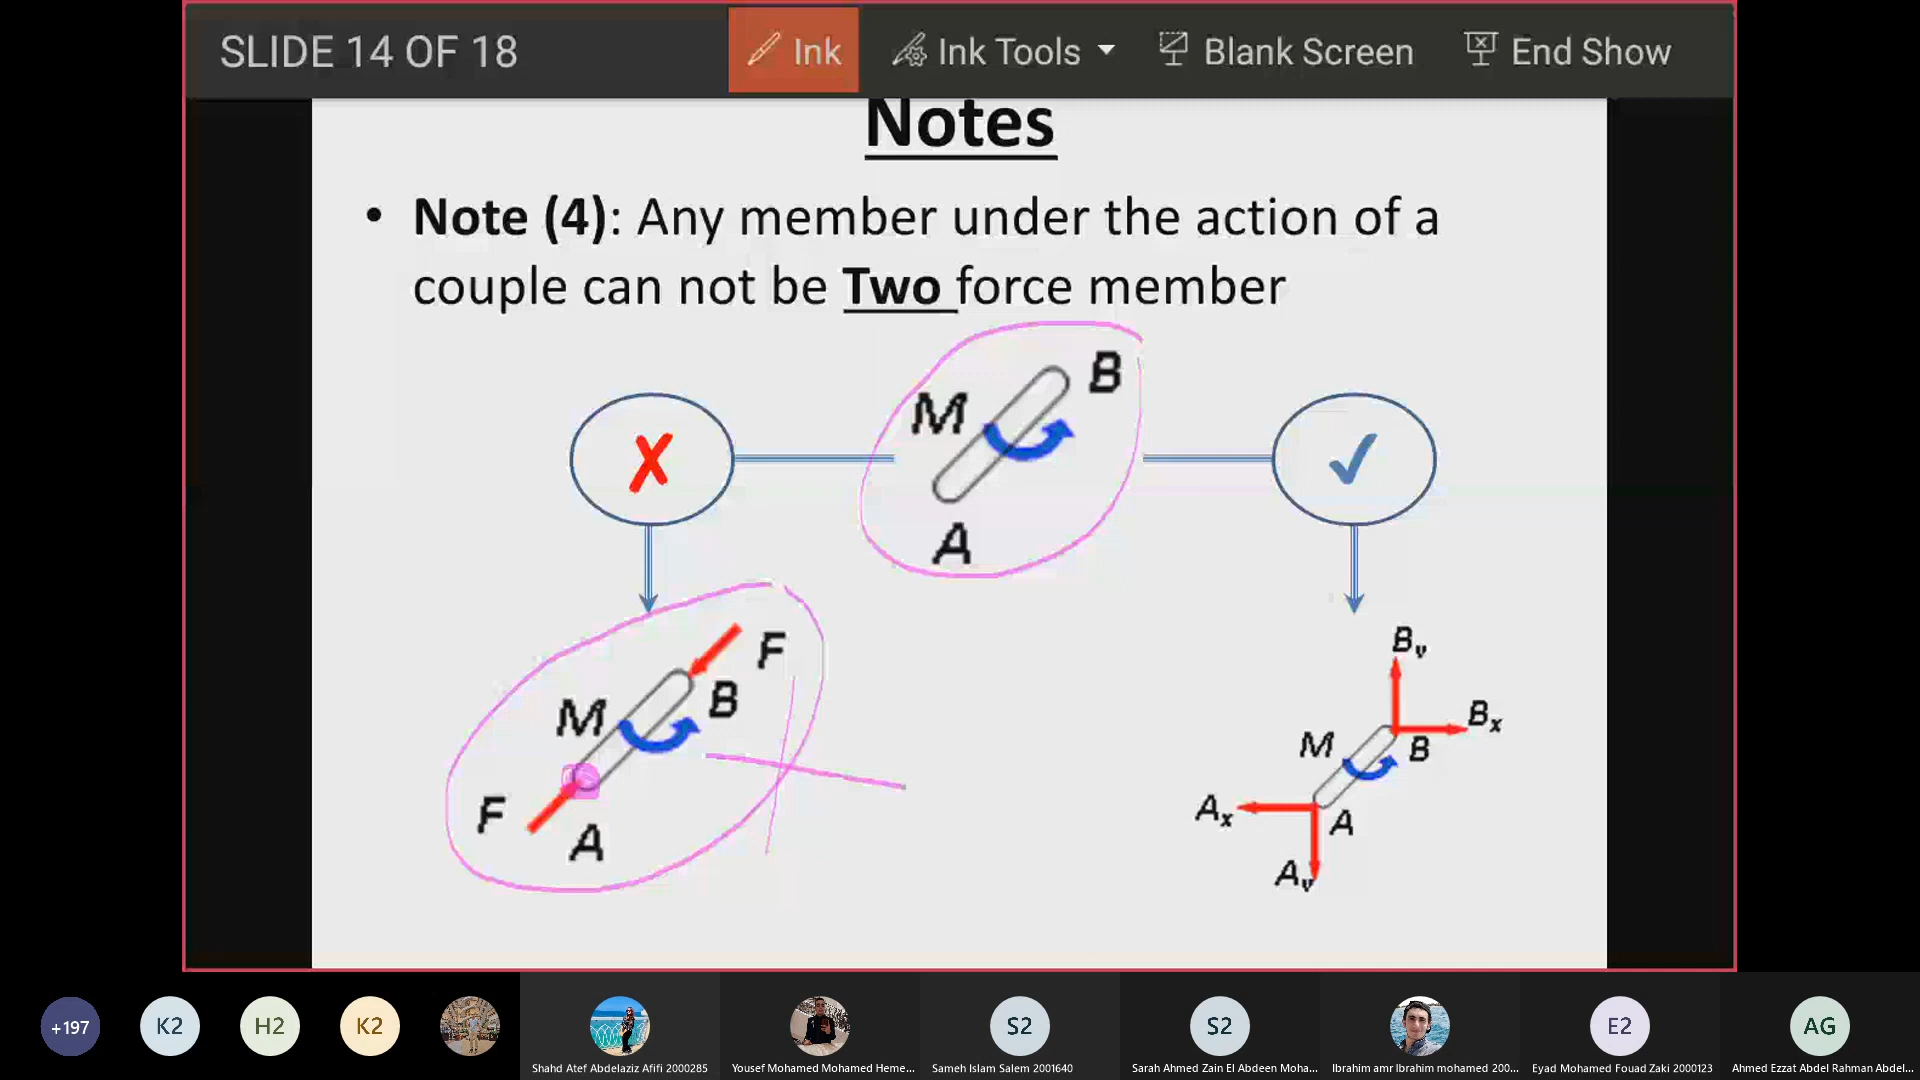 SLIDE 14 OF 18
Ink
Ink Tools
Blank Screen
End Show
Notes
• Note (4): Any member under the action of a
couple can not be Two force member
M
B
A
✗
✓
F
M
B
F
A
Bv
Bx
M
B
Ax
A
Av
+197
K2
H2
K2
S2
S2
E2
AG
Shahd Atef Abdelaziz Afifi 2000285
Yousef Mohamed Mohamed Heme...
Sameh Islam Salem 2001640
Sarah Ahmed Zain El Abdeen Moha...
Ibrahim amr Ibrahim mohamed 200...
Eyad Mohamed Fouad Zaki 2000123
Ahmed Ezzat Abdel Rahman Abdel...